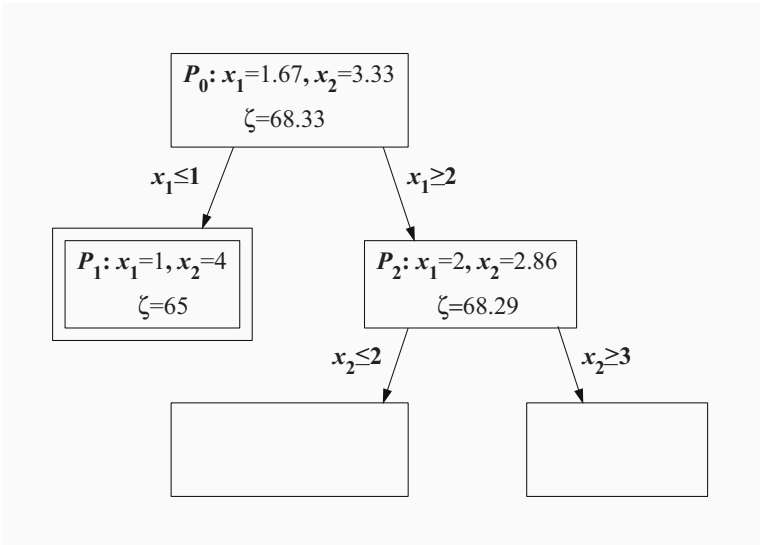 P₀: x₁=1.67, x₂=3.33
ζ=68.33
x₁≤1
x₁≥2
P₁: x₁=1, x₂=4
ζ=65
P₂: x₁=2, x₂=2.86
ζ=68.29
x₂≤2
x₂≥3